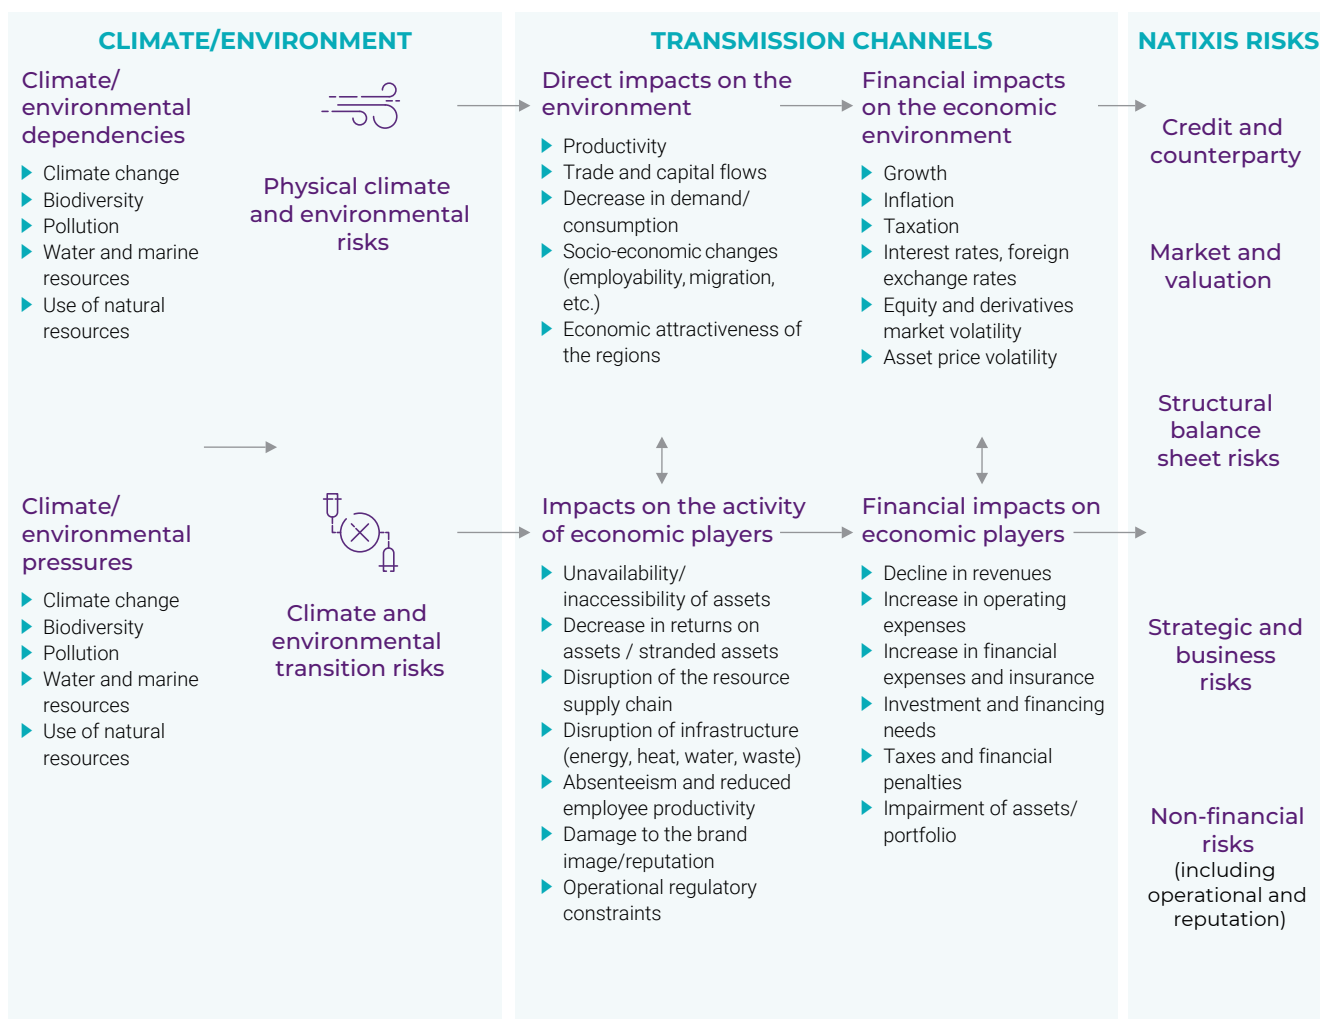 CLIMATE/ENVIRONMENT
Climate/
environmental
dependencies
Climate change
Biodiversity
Pollution
Water and marine
resources
Use of natural
resources
Physical climate
and environmental
risks
Climate/
environmental
pressures
Climate change
Biodiversity
Pollution
Water and marine
resources
Use of natural
resources
Climate and
environmental
transition risks
TRANSMISSION CHANNELS
Direct impacts on the
environment
Productivity
Trade and capital flows
Decrease in demand/
consumption
Socio-economic changes
(employability, migration,
etc.)
Economic attractiveness of
the regions
Financial impacts
on the economic
environment
Growth
Inflation
Taxation
Interest rates, foreign
exchange rates
Equity and derivatives
market volatility
Asset price volatility
Impacts on the activity
of economic players
Unavailability/
inaccessibility of assets
Decrease in returns on
assets / stranded assets
Disruption of the resource
supply chain
Disruption of infrastructure
(energy, heat, water, waste)
Absenteeism and reduced
employee productivity
Damage to the brand
image/reputation
Operational regulatory
constraints
Financial impacts on
economic players
Decline in revenues
Increase in operating
expenses
Increase in financial
expenses and insurance
Investment and financing
needs
Taxes and financial
penalties
Impairment of assets/
portfolio
NATIXIS RISKS
Credit and
counterparty
Market and
valuation
Structural
balance
sheet risks
Strategic and
business
risks
Non-financial
risks
(including
operational and
reputation)